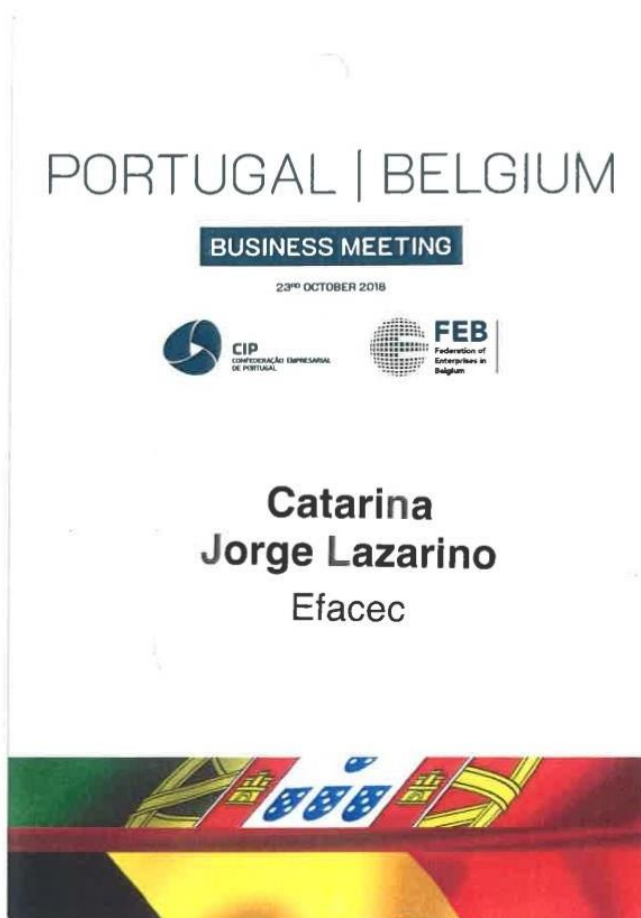 PORTUGAL | BELGIUM
BUSINESS MEETING
23RD OCTOBER 2018
CIP
CONFEDERAÇÃO EMPRESARIAL
DE PORTUGAL
FEB
Federation of
Enterprises in
Belgium
Catarina
Jorge Lazarino
Efacec